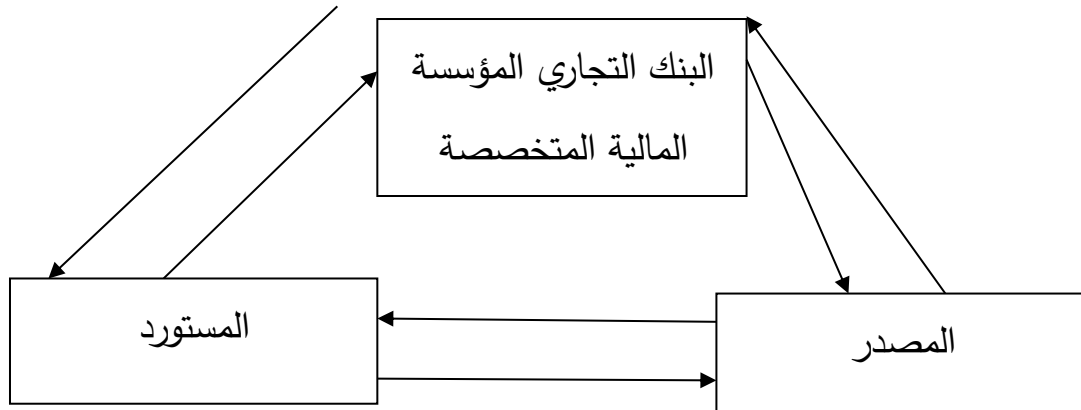 البنك التجاري المؤسسة
المالية المتخصصة
المستورد
المصدر